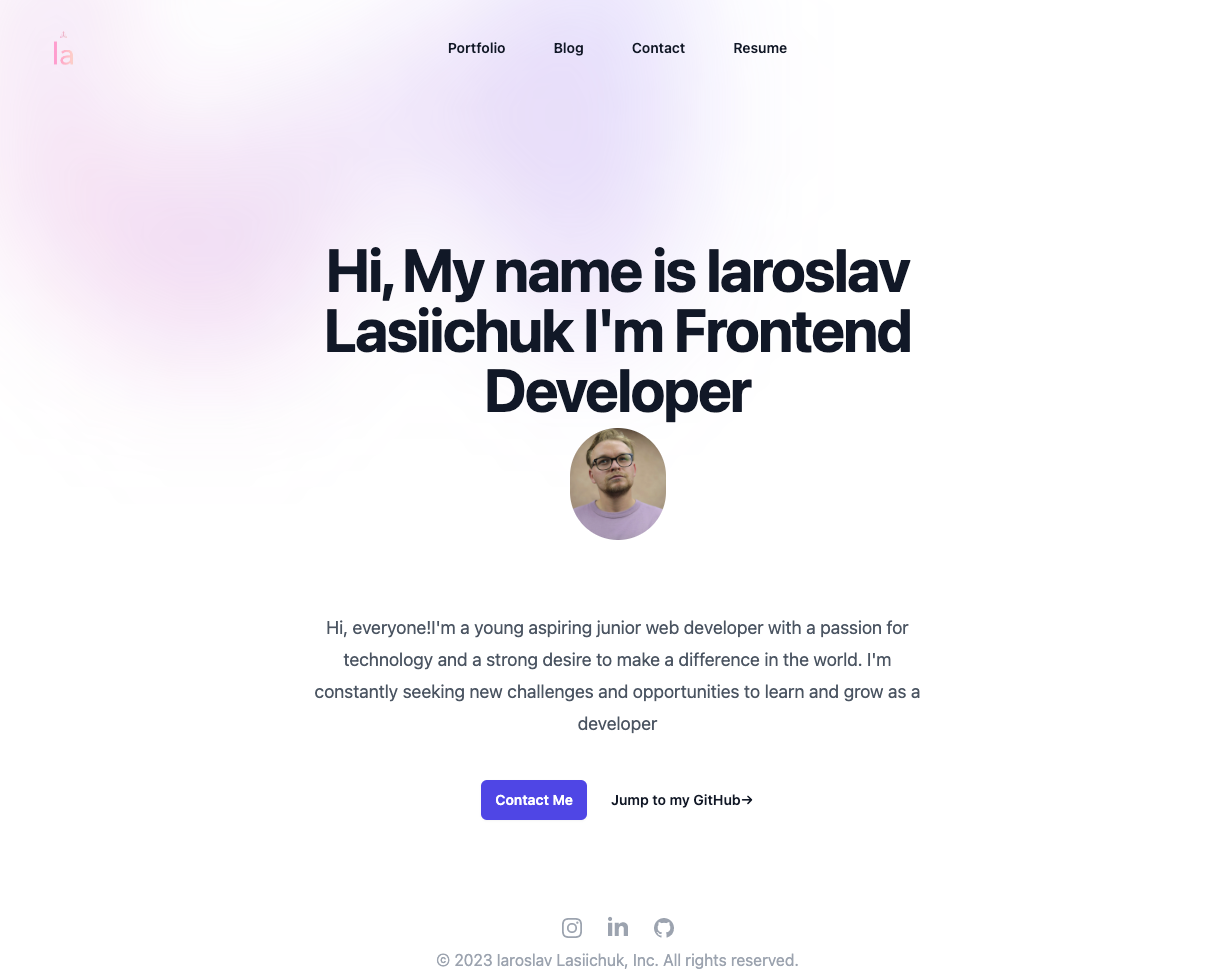 la
Portfolio Blog Contact Resume
Hi, My name is Iaroslav
Lasiichuk I'm Frontend
Developer
Hi, everyone!I'm a young aspiring junior web developer with a passion for
technology and a strong desire to make a difference in the world. I'm
constantly seeking new challenges and opportunities to learn and grow as a
developer
Contact Me Jump to my GitHub→
in
© 2023 Iaroslav Lasiichuk, Inc. All rights reserved.